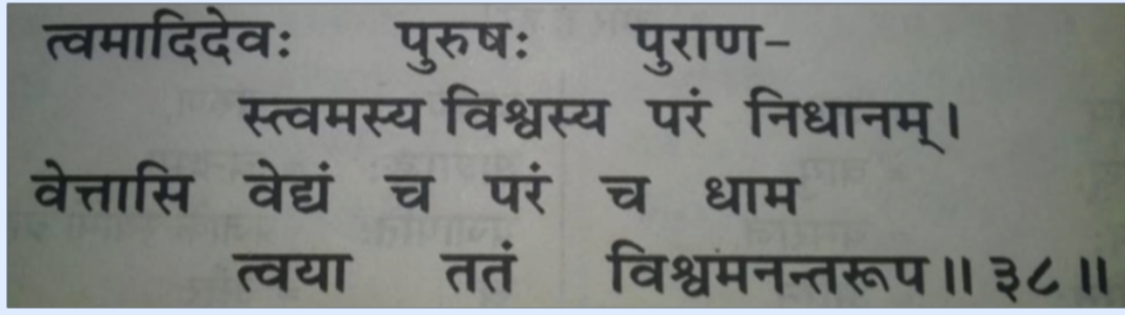 त्वमादिदेवः पुरुषः पुराण-
स्त्वमस्य विश्वस्य परं निधानम्।
वेत्तासि वेद्यं च परं च धाम
त्वया ततं विश्वमनन्तरूप॥ ३८ ॥